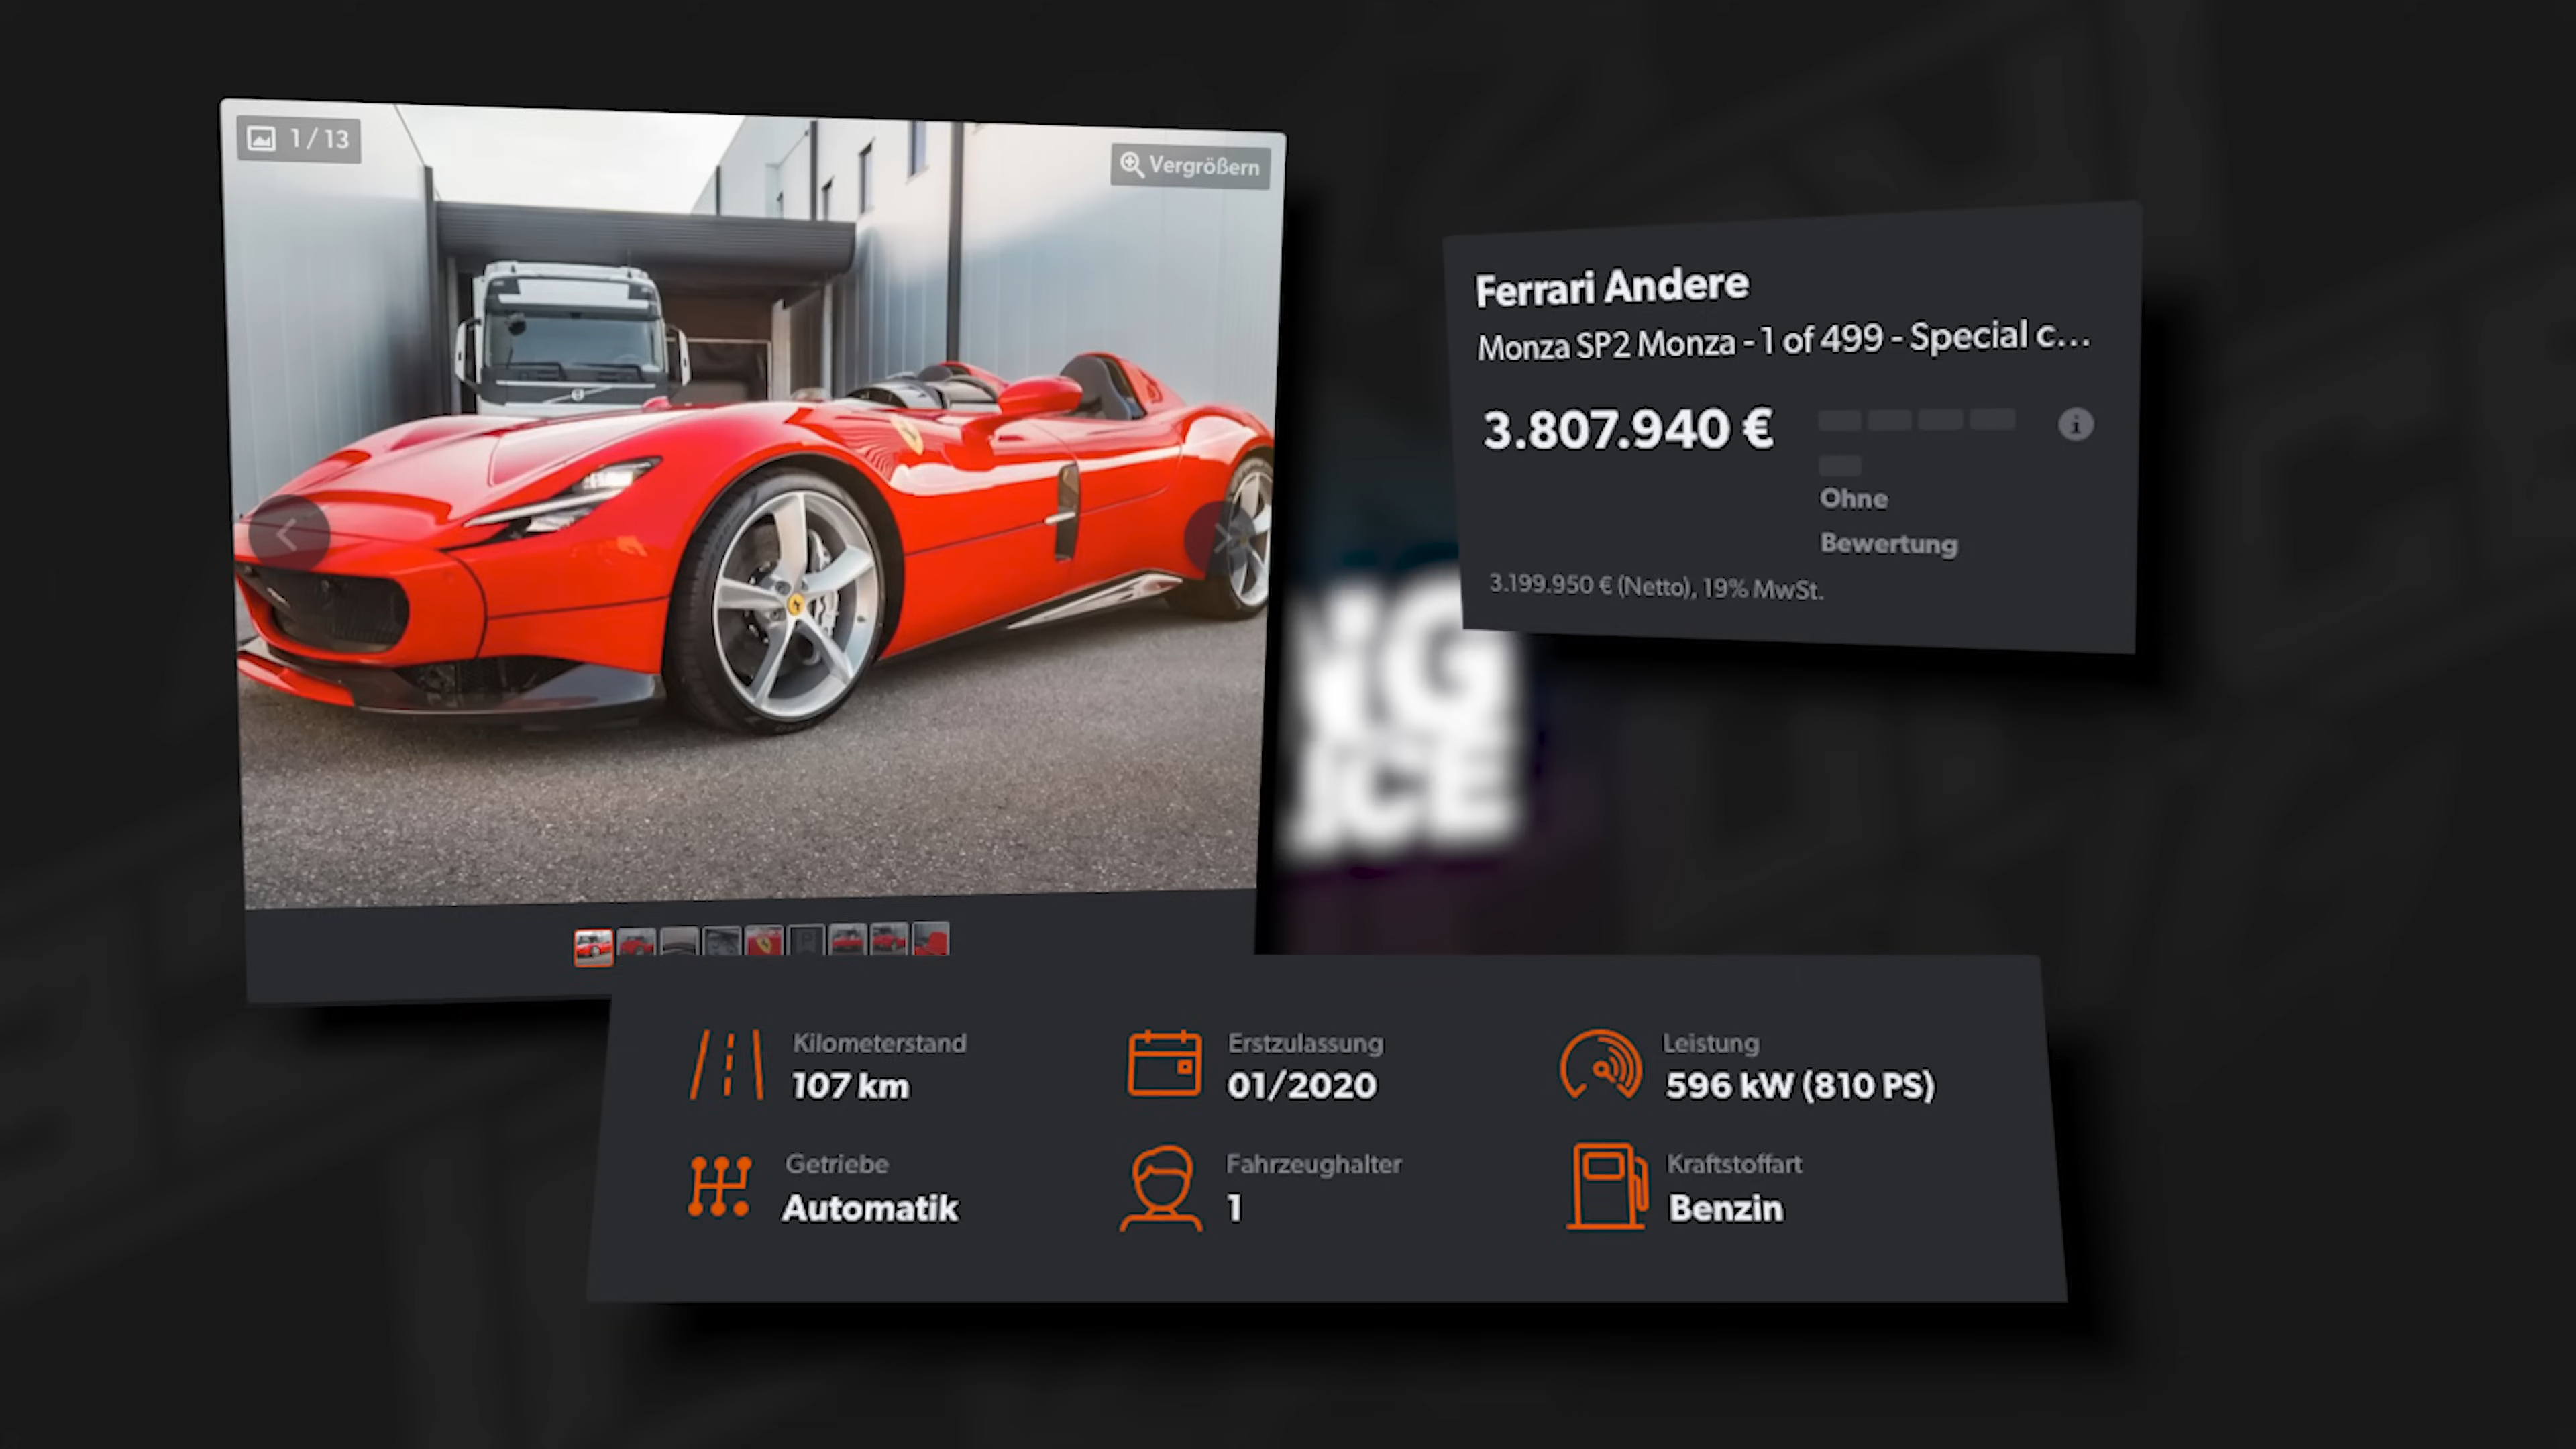 1/13
Vergrößern
Ferrari Andere
Monza SP2 Monza - 1 of 499 - Special c...
3.807.940 €
Ohne
Bewertung
3.199.950 € (Netto), 19% MwSt.
Kilometerstand
107 km
Erstzulassung
01/2020
Leistung
596 kW (810 PS)
Getriebe
Automatik
Fahrzeughalter
1
Kraftstoffart
Benzin